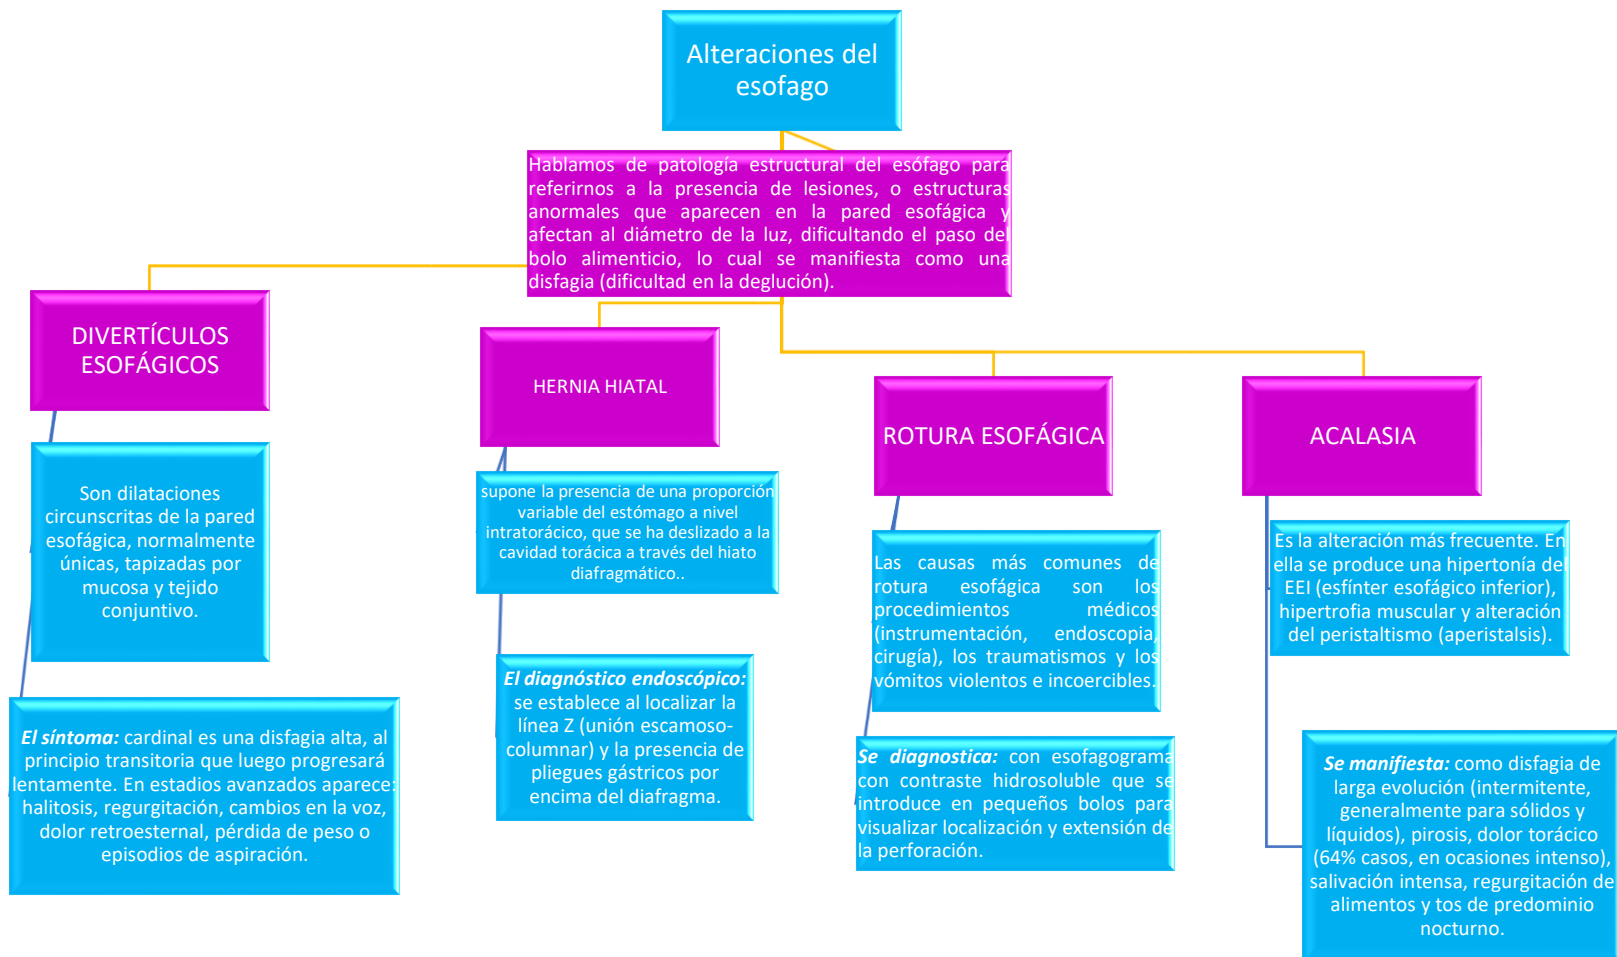 Alteraciones del
esofago
Hablamos de patología estructural del esófago para
referirnos a la presencia de lesiones, o estructuras
anormales que aparecen en la pared esofágica y
afectan al diámetro de la luz, dificultando el paso del
bolo alimenticio, lo cual se manifiesta como una
disfagia (dificultad en la deglución).
DIVERTÍCULOS
ESOFÁGICOS
Son dilataciones
circunscritas de la pared
esofágica, normalmente
únicas, tapizadas por
mucosa y tejido
conjuntivo.
El síntoma: cardinal es una disfagia alta, al
principio transitoria que luego progresará
lentamente. En estadios avanzados aparece:
halitosis, regurgitación, cambios en la voz,
dolor retroesternal, pérdida de peso o
episodios de aspiración.
HERNIA HIATAL
supone la presencia de una proporción
variable del estómago a nivel
intratorácico, que se ha deslizado a la
cavidad torácica a través del hiato
diafragmático..
El diagnóstico endoscópico:
se establece al localizar la
línea Z (unión escamoso-
columnar) y la presencia de
pliegues gástricos por
encima del diafragma.
ROTURA ESOFÁGICA
Las causas más comunes de
rotura esofágica son los
procedimientos médicos
(instrumentación, endoscopia,
cirugía), los traumatismos y los
vómitos violentos e incoercibles.
Se diagnostica: con esofagograma
con contraste hidrosoluble que se
introduce en pequeños bolos para
visualizar localización y extensión de
la perforación.
ACALASIA
Es la alteración más frecuente. En
ella se produce una hipertonía del
EEI (esfínter esofágico inferior),
hipertrofia muscular y alteración
del peristaltismo (aperistalsis).
Se manifiesta: como disfagia de
larga evolución (intermitente,
generalmente para sólidos y
líquidos), pirosis, dolor torácico
(64% casos, en ocasiones intenso),
salivación intensa, regurgitación de
alimentos y tos de predominio
nocturno.